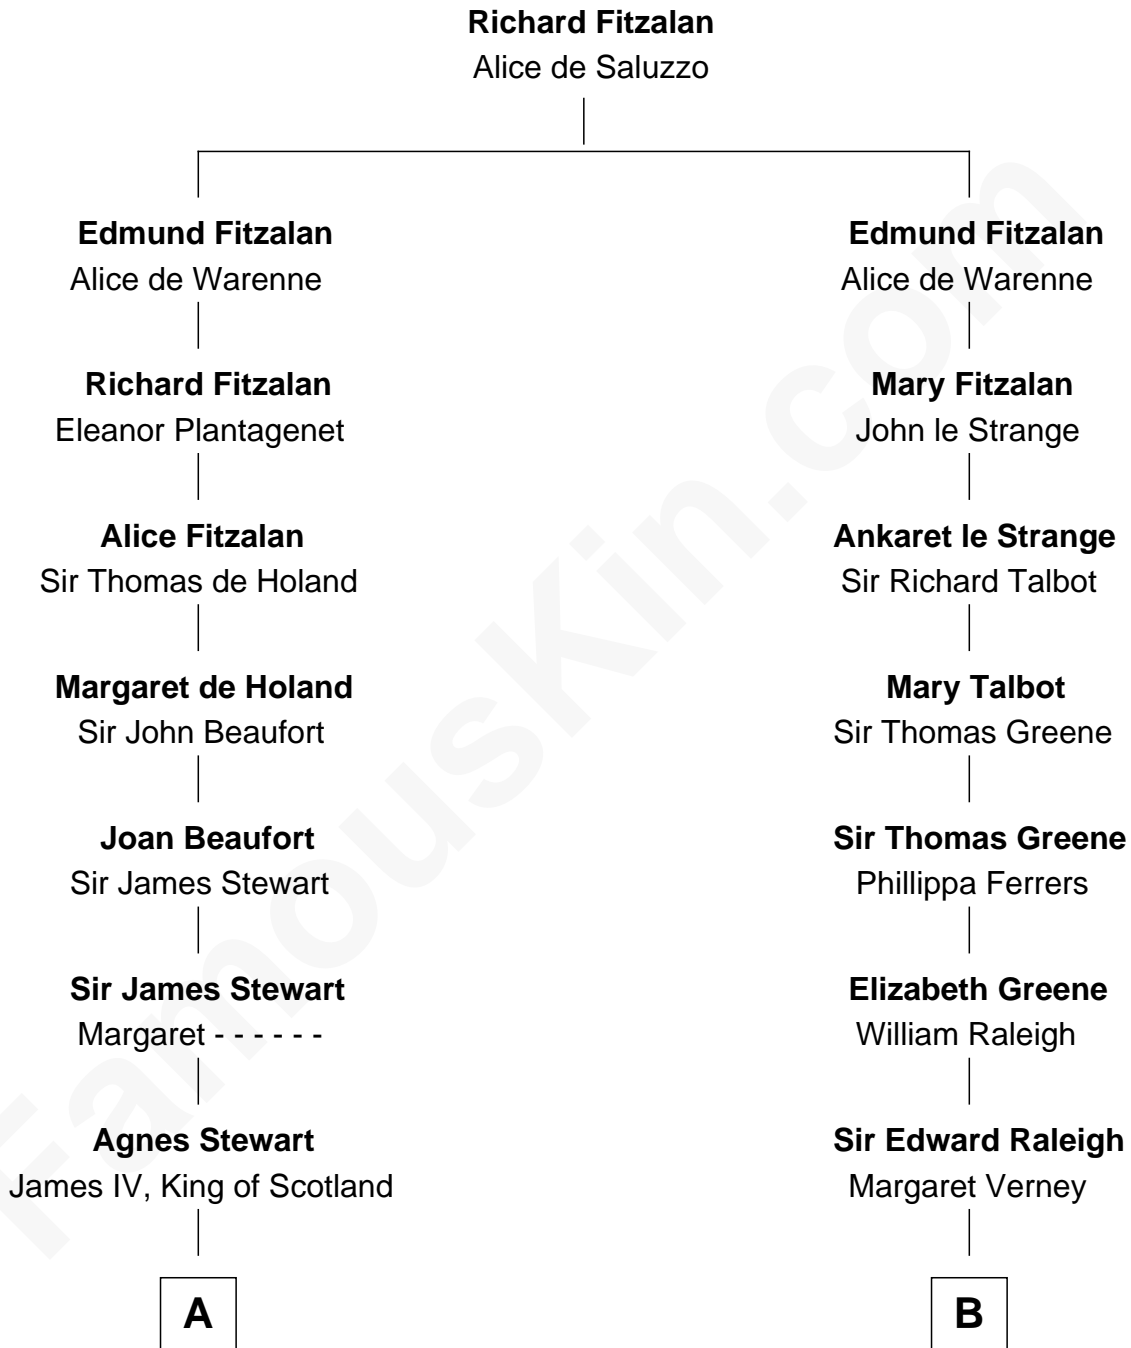 Richard Fitzalan
Alice de Saluzzo
Edmund Fitzalan
Alice de Warenne
Edmund Fitzalan
Alice de Warenne
Richard Fitzalan
Eleanor Plantagenet
Mary Fitzalan
John le Strange
Alice Fitzalan
Sir Thomas de Holand
Ankaret le Strange
Sir Richard Talbot
Margaret de Holand
Sir John Beaufort
Mary Talbot
Sir Thomas Greene
Joan Beaufort
Sir James Stewart
Sir Thomas Greene
Phillippa Ferrers
Sir James Stewart
Margaret - - - - - -
Elizabeth Greene
William Raleigh
Agnes Stewart
James IV, King of Scotland
Sir Edward Raleigh
Margaret Verney
A
B
FamousKin.com